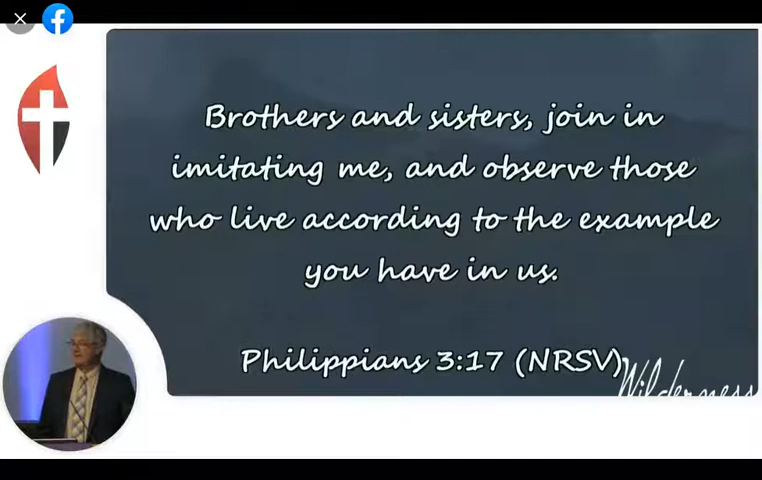 Brothers and sisters, join in
imitating me, and observe those
who live according to the example
you have in us.
Philippians 3:17 (NRSV)
Wilderness